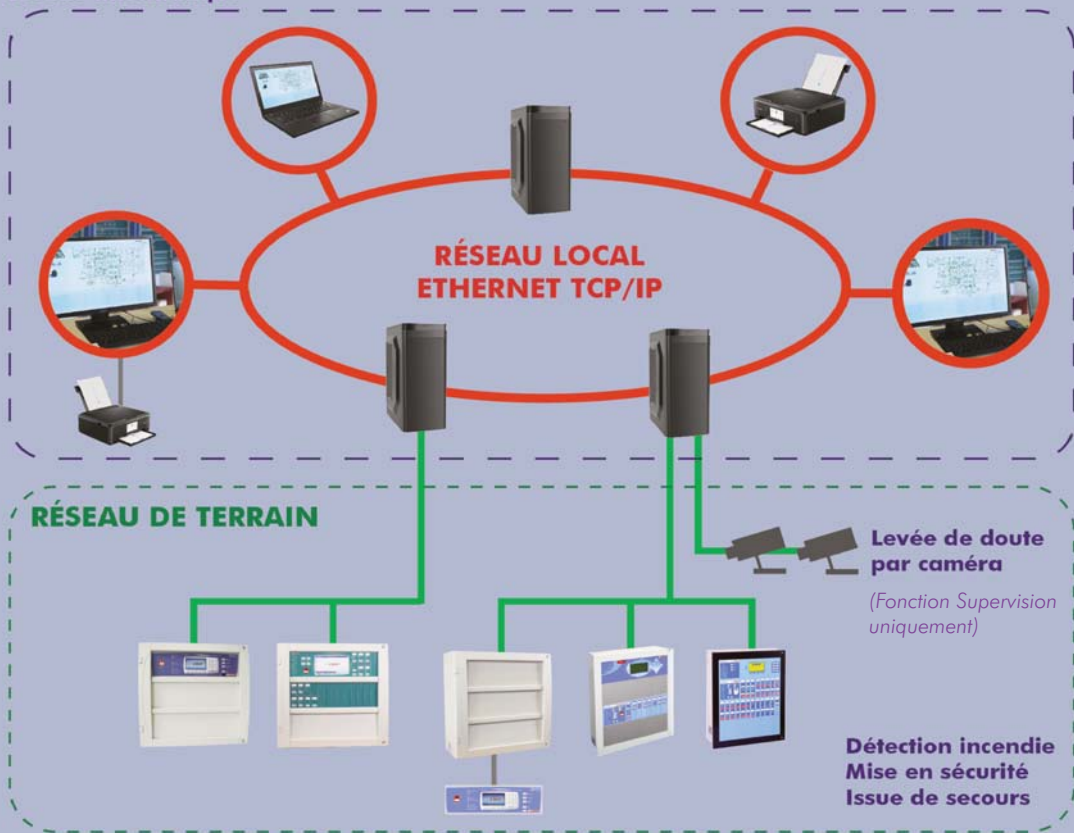 RÉSEAU LOCAL
ETHERNET TCP/IP
RÉSEAU DE TERRAIN
Levée de doute
par caméra
(Fonction Supervision
uniquement)
Détection incendie
Mise en sécurité
Issue de secours